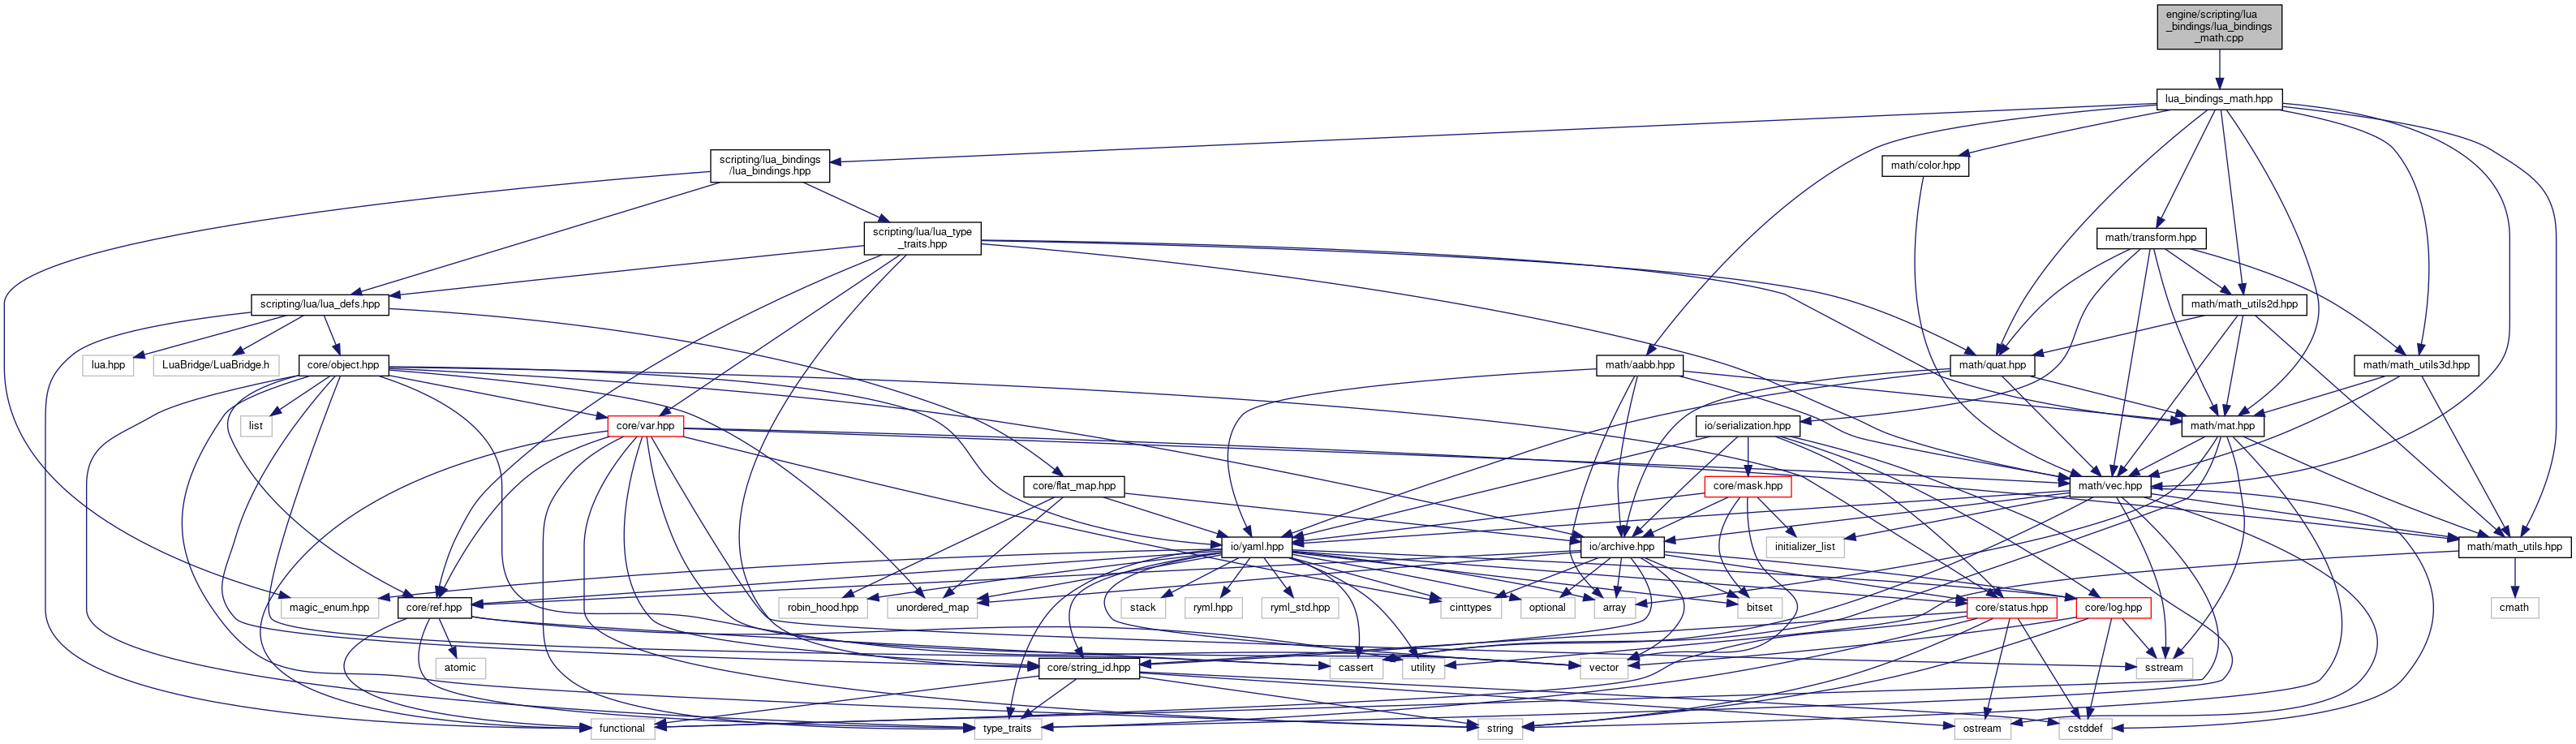 engine/scripting/lua
_bindings/lua_bindings
_math.cpp
lua_bindings_math.hpp
scripting/lua_bindings
/lua_bindings.hpp
math/color.hpp
scripting/lua/lua_type
_traits.hpp
math/transform.hpp
scripting/lua/lua_defs.hpp
math/math_utils2d.hpp
lua.hpp
LuaBridge/LuaBridge.h
core/object.hpp
math/aabb.hpp
math/quat.hpp
math/math_utils3d.hpp
list
core/var.hpp
io/serialization.hpp
math/mat.hpp
core/flat_map.hpp
core/mask.hpp
math/vec.hpp
io/yaml.hpp
io/archive.hpp
initializer_list
math/math_utils.hpp
magic_enum.hpp
core/ref.hpp
robin_hood.hpp
unordered_map
stack
ryml.hpp
ryml_std.hpp
cinttypes
optional
array
bitset
core/status.hpp
core/log.hpp
cmath
atomic
core/string_id.hpp
cassert
utility
vector
sstream
functional
type_traits
string
ostream
cstddef